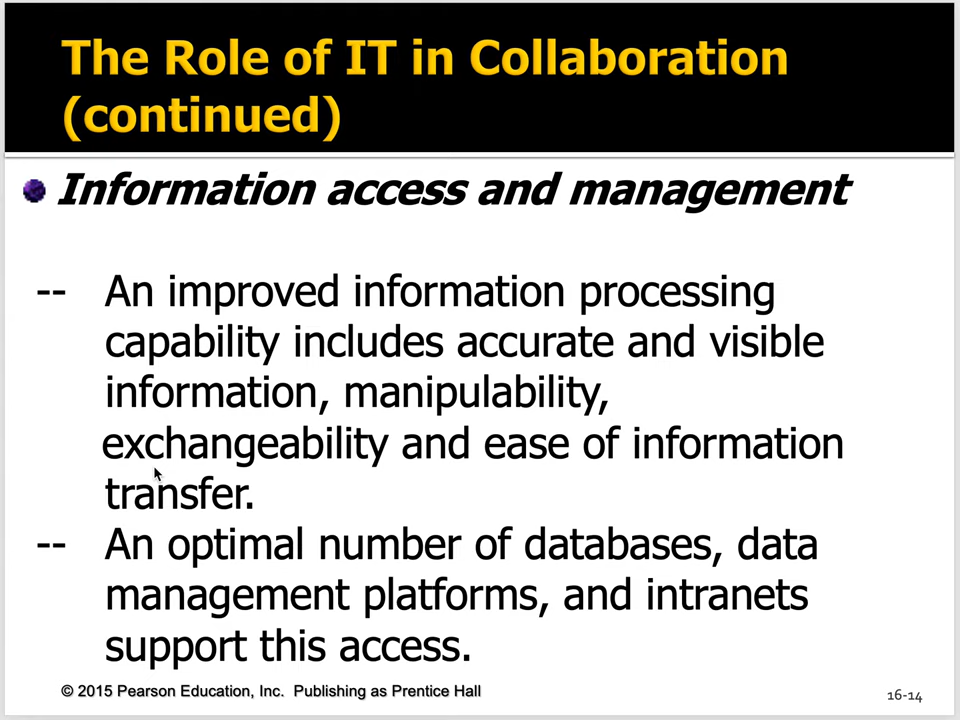 The Role of IT in Collaboration
(continued)
Information access and management
-- An improved information processing
capability includes accurate and visible
information, manipulability,
exchangeability and ease of information
transfer.
-- An optimal number of databases, data
management platforms, and intranets
support this access.
© 2015 Pearson Education, Inc. Publishing as Prentice Hall
16-14